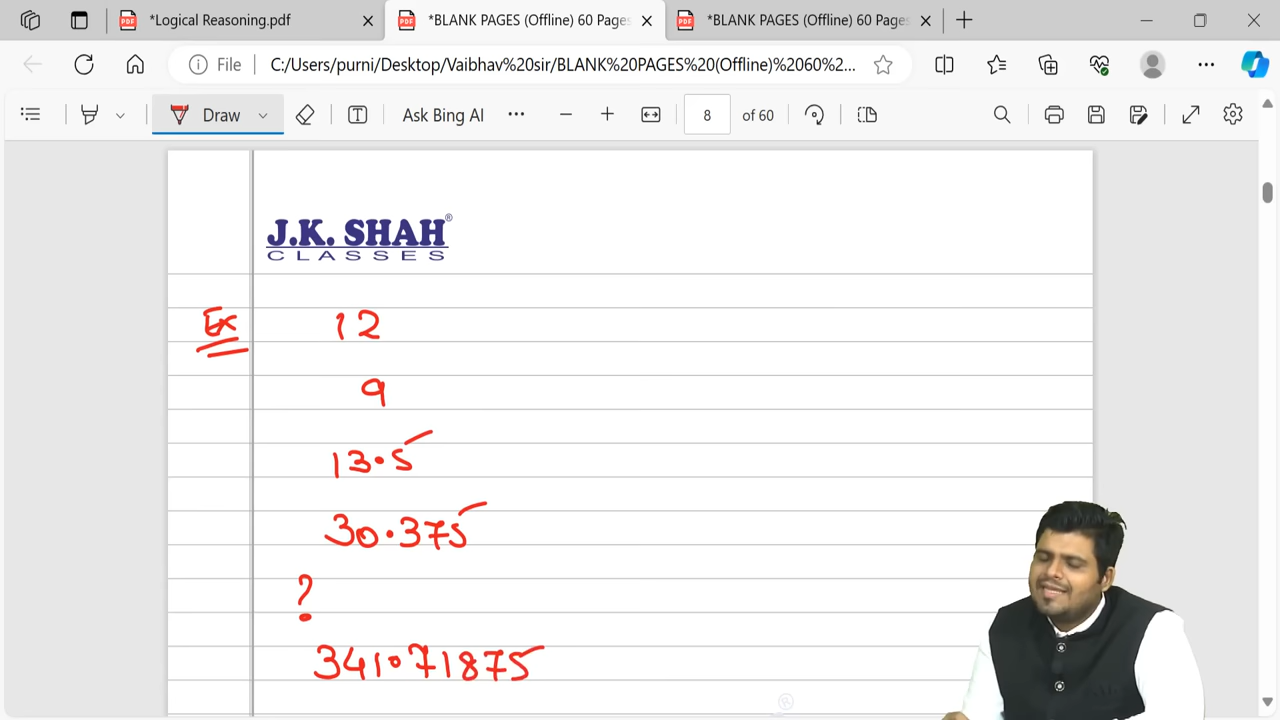 *Logical Reasoning.pdf
*BLANK PAGES (Offline) 60 Pages
*BLANK PAGES (Offline) 60 Pages
File
C:/Users/purni/Desktop/Vaibhav%20sir/BLANK%20PAGES%20(Offline)%2060%2...
Draw
Ask Bing AI
8
of 60
J.K. SHAH®
CLASSES
Ex
12
9
13.5
30.375
?
341.71875